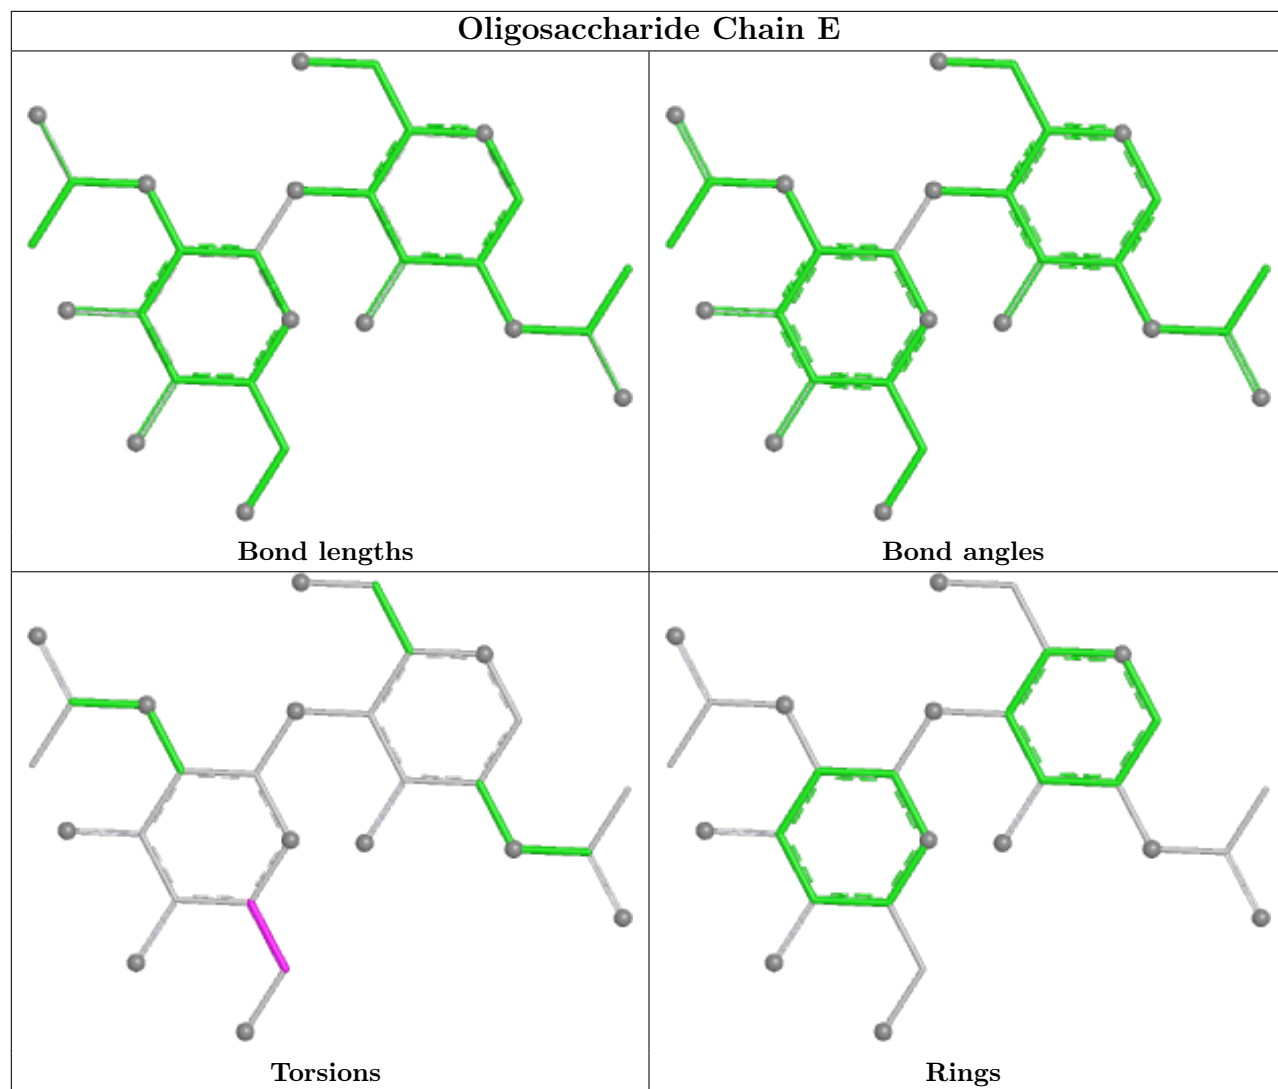 Oligosaccharide Chain E
Bond lengths
Bond angles
Torsions
Rings